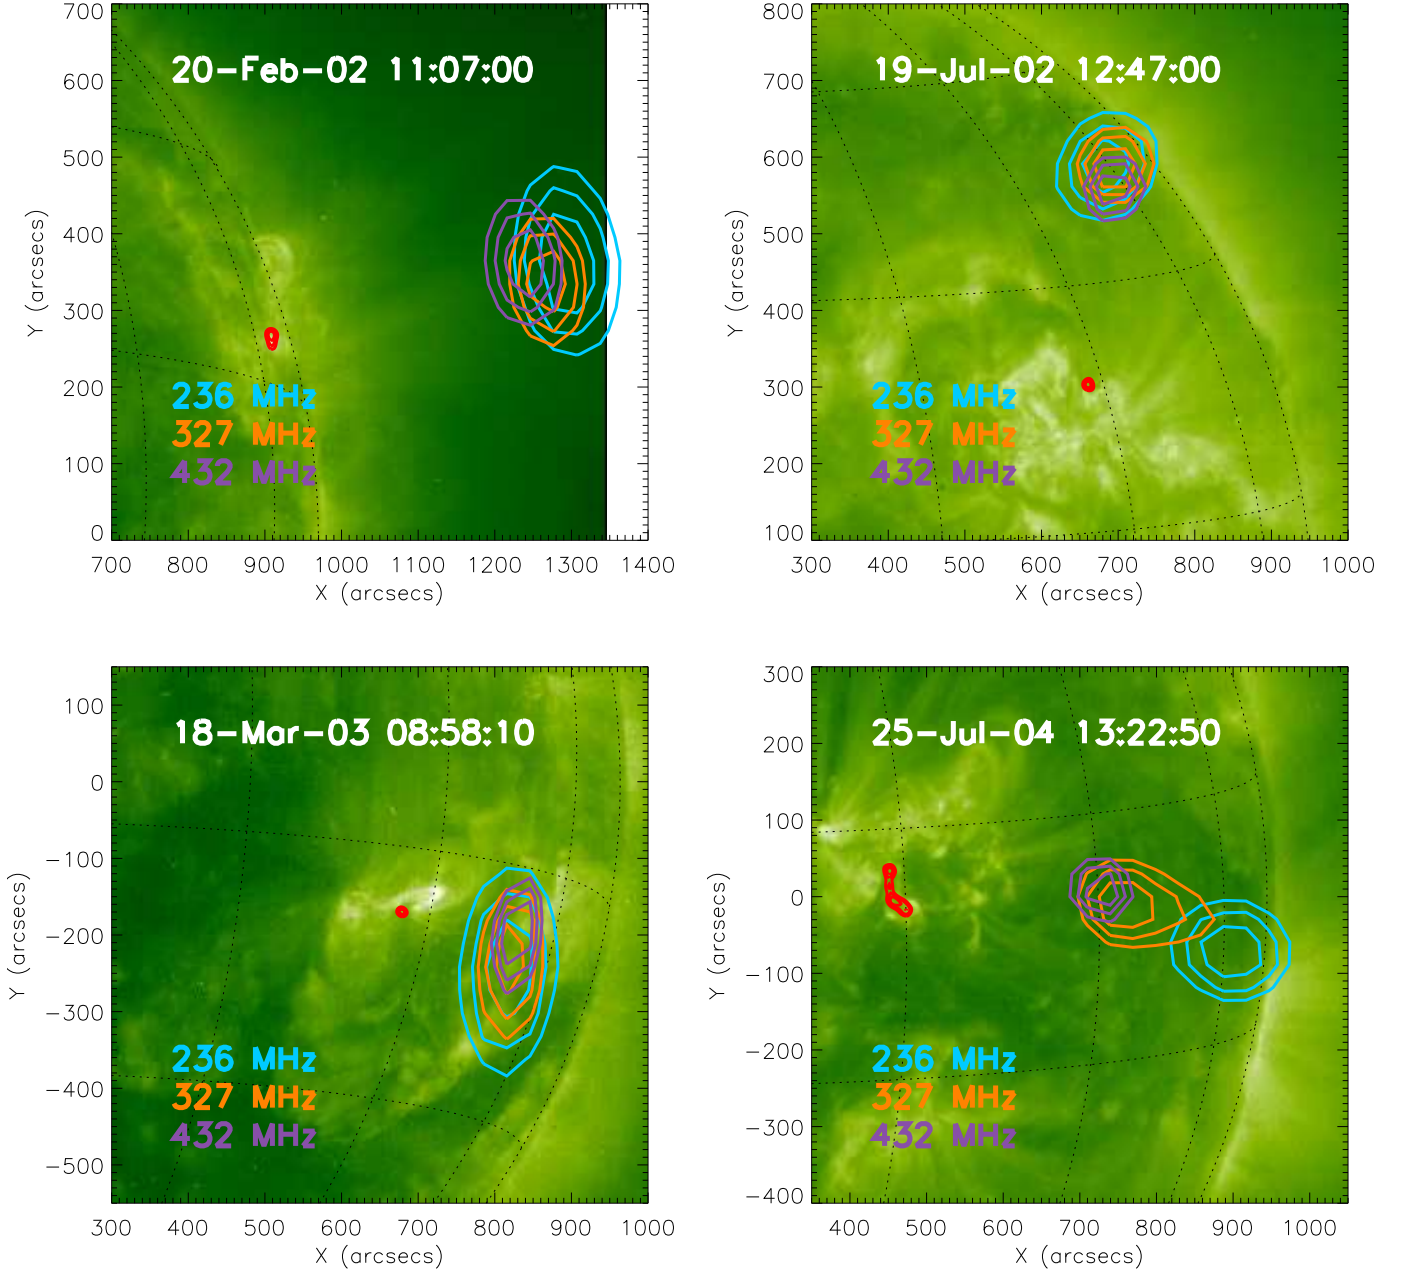 700
600
500
400
300
200
100
0
Y (arcsecs)
20-Feb-02 11:07:00
236 MHz
327 MHz
432 MHz
700 800 900 1000 1100 1200 1300 1400
X (arcsecs)
800
700
600
500
400
300
200
100
Y (arcsecs)
19-Jul-02 12:47:00
236 MHz
327 MHz
432 MHz
300 400 500 600 700 800 900 1000
X (arcsecs)
100
0
-100
-200
-300
-400
-500
Y (arcsecs)
18-Mar-03 08:58:10
236 MHz
327 MHz
432 MHz
300 400 500 600 700 800 900 1000
X (arcsecs)
300
200
100
0
-100
-200
-300
-400
Y (arcsecs)
25-Jul-04 13:22:50
236 MHz
327 MHz
432 MHz
400 500 600 700 800 900 1000
X (arcsecs)